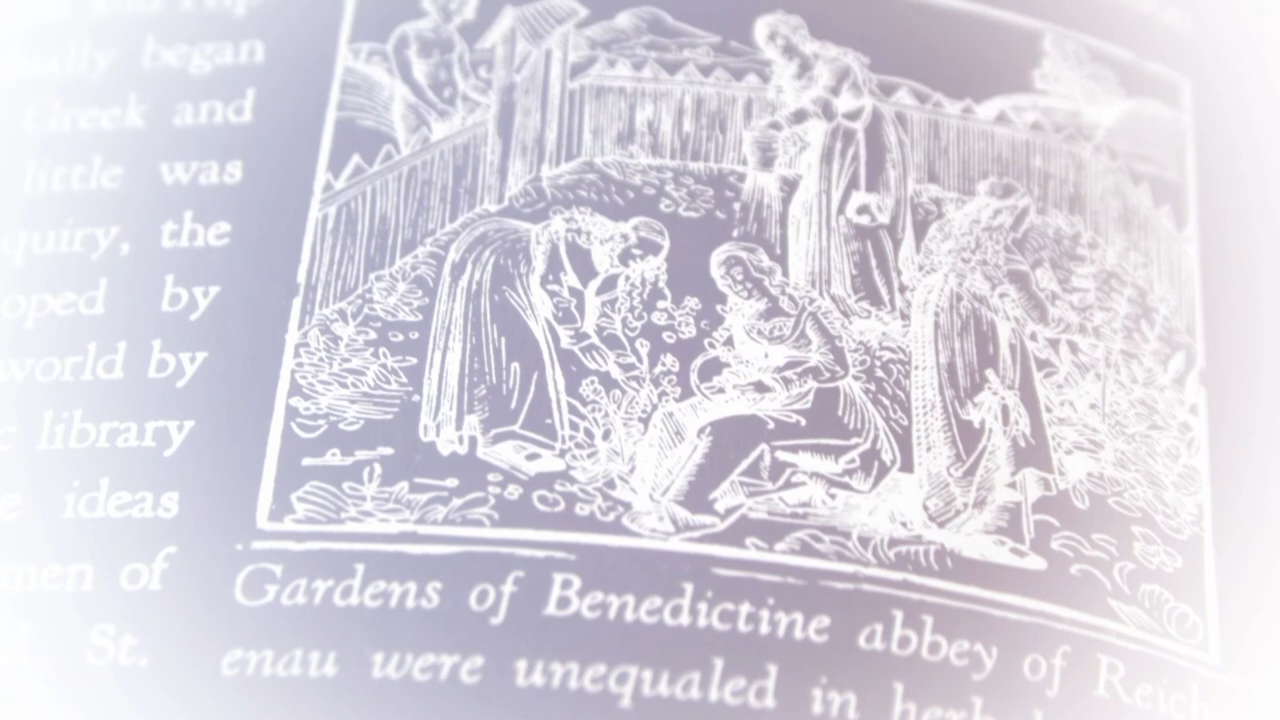 ually began
Greek and
little was
quiry, the
oped by
world by
library
ideas
men of
St.
Gardens of Benedictine abbey of Reich
enau were unequaled in herb